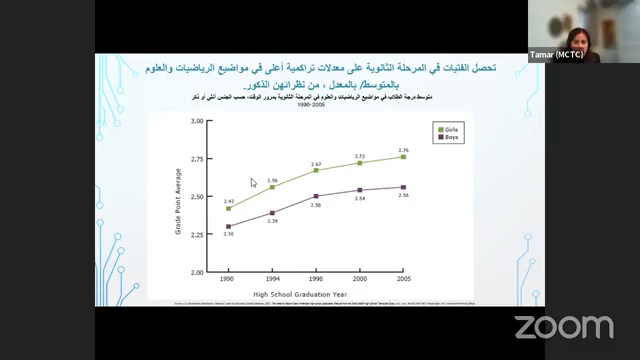 Tamar (MCTC)
تحصل الفتيات في المرحلة الثانوية على معدلات تراكمية أعلى في مواضيع الرياضيات والعلوم
بالمتوسط/ بالمعدل ، من نظرائهن الذكور.
متوسط درجة الطلاب في مواضيع الرياضيات والعلوم في المرحلة الثانوية بمرور الوقت، حسب الجنس أنثى أو ذكر
1990-2005
3.00
Girls
Boys
2.75
2.76
2.72
2.67
2.56
2.50
2.42
2.56
2.54
2.50
2.39
2.30
2.25
2.00
Grade Point Average
1990
1994
1998
2000
2005
High School Graduation Year
zoom